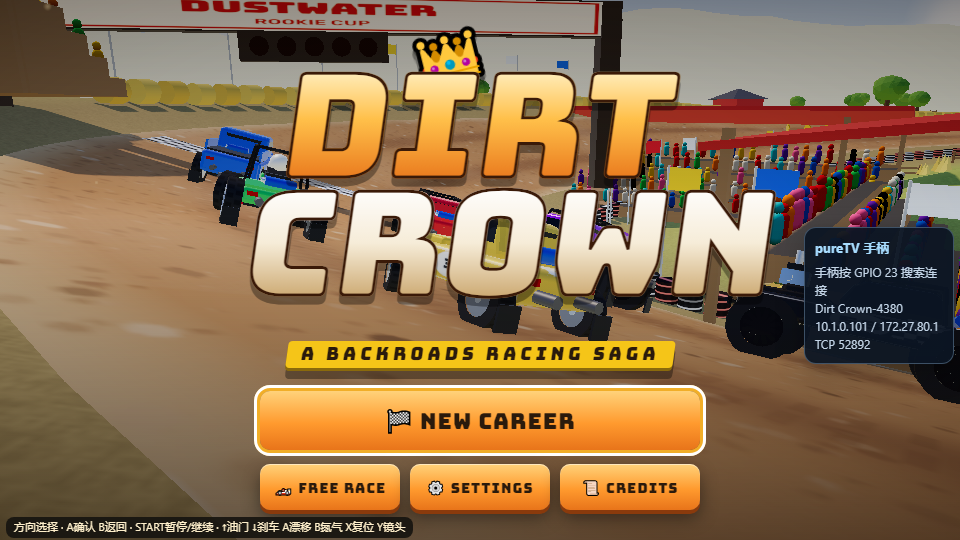 DUSTWATER
ROOKIE CUP
DIRT
CROWN
A BACKROADS RACING SAGA
NEW CAREER
FREE RACE
SETTINGS
CREDITS
pureTV 手柄
手柄按 GPIO 23 搜索连
接
Dirt Crown-4380
10.1.0.101 / 172.27.80.1
TCP 52892
方向选择 · A确认 B返回 · START暂停/继续 · ↑油门 ↓刹车 A漂移 B氮气 X复位 Y镜头